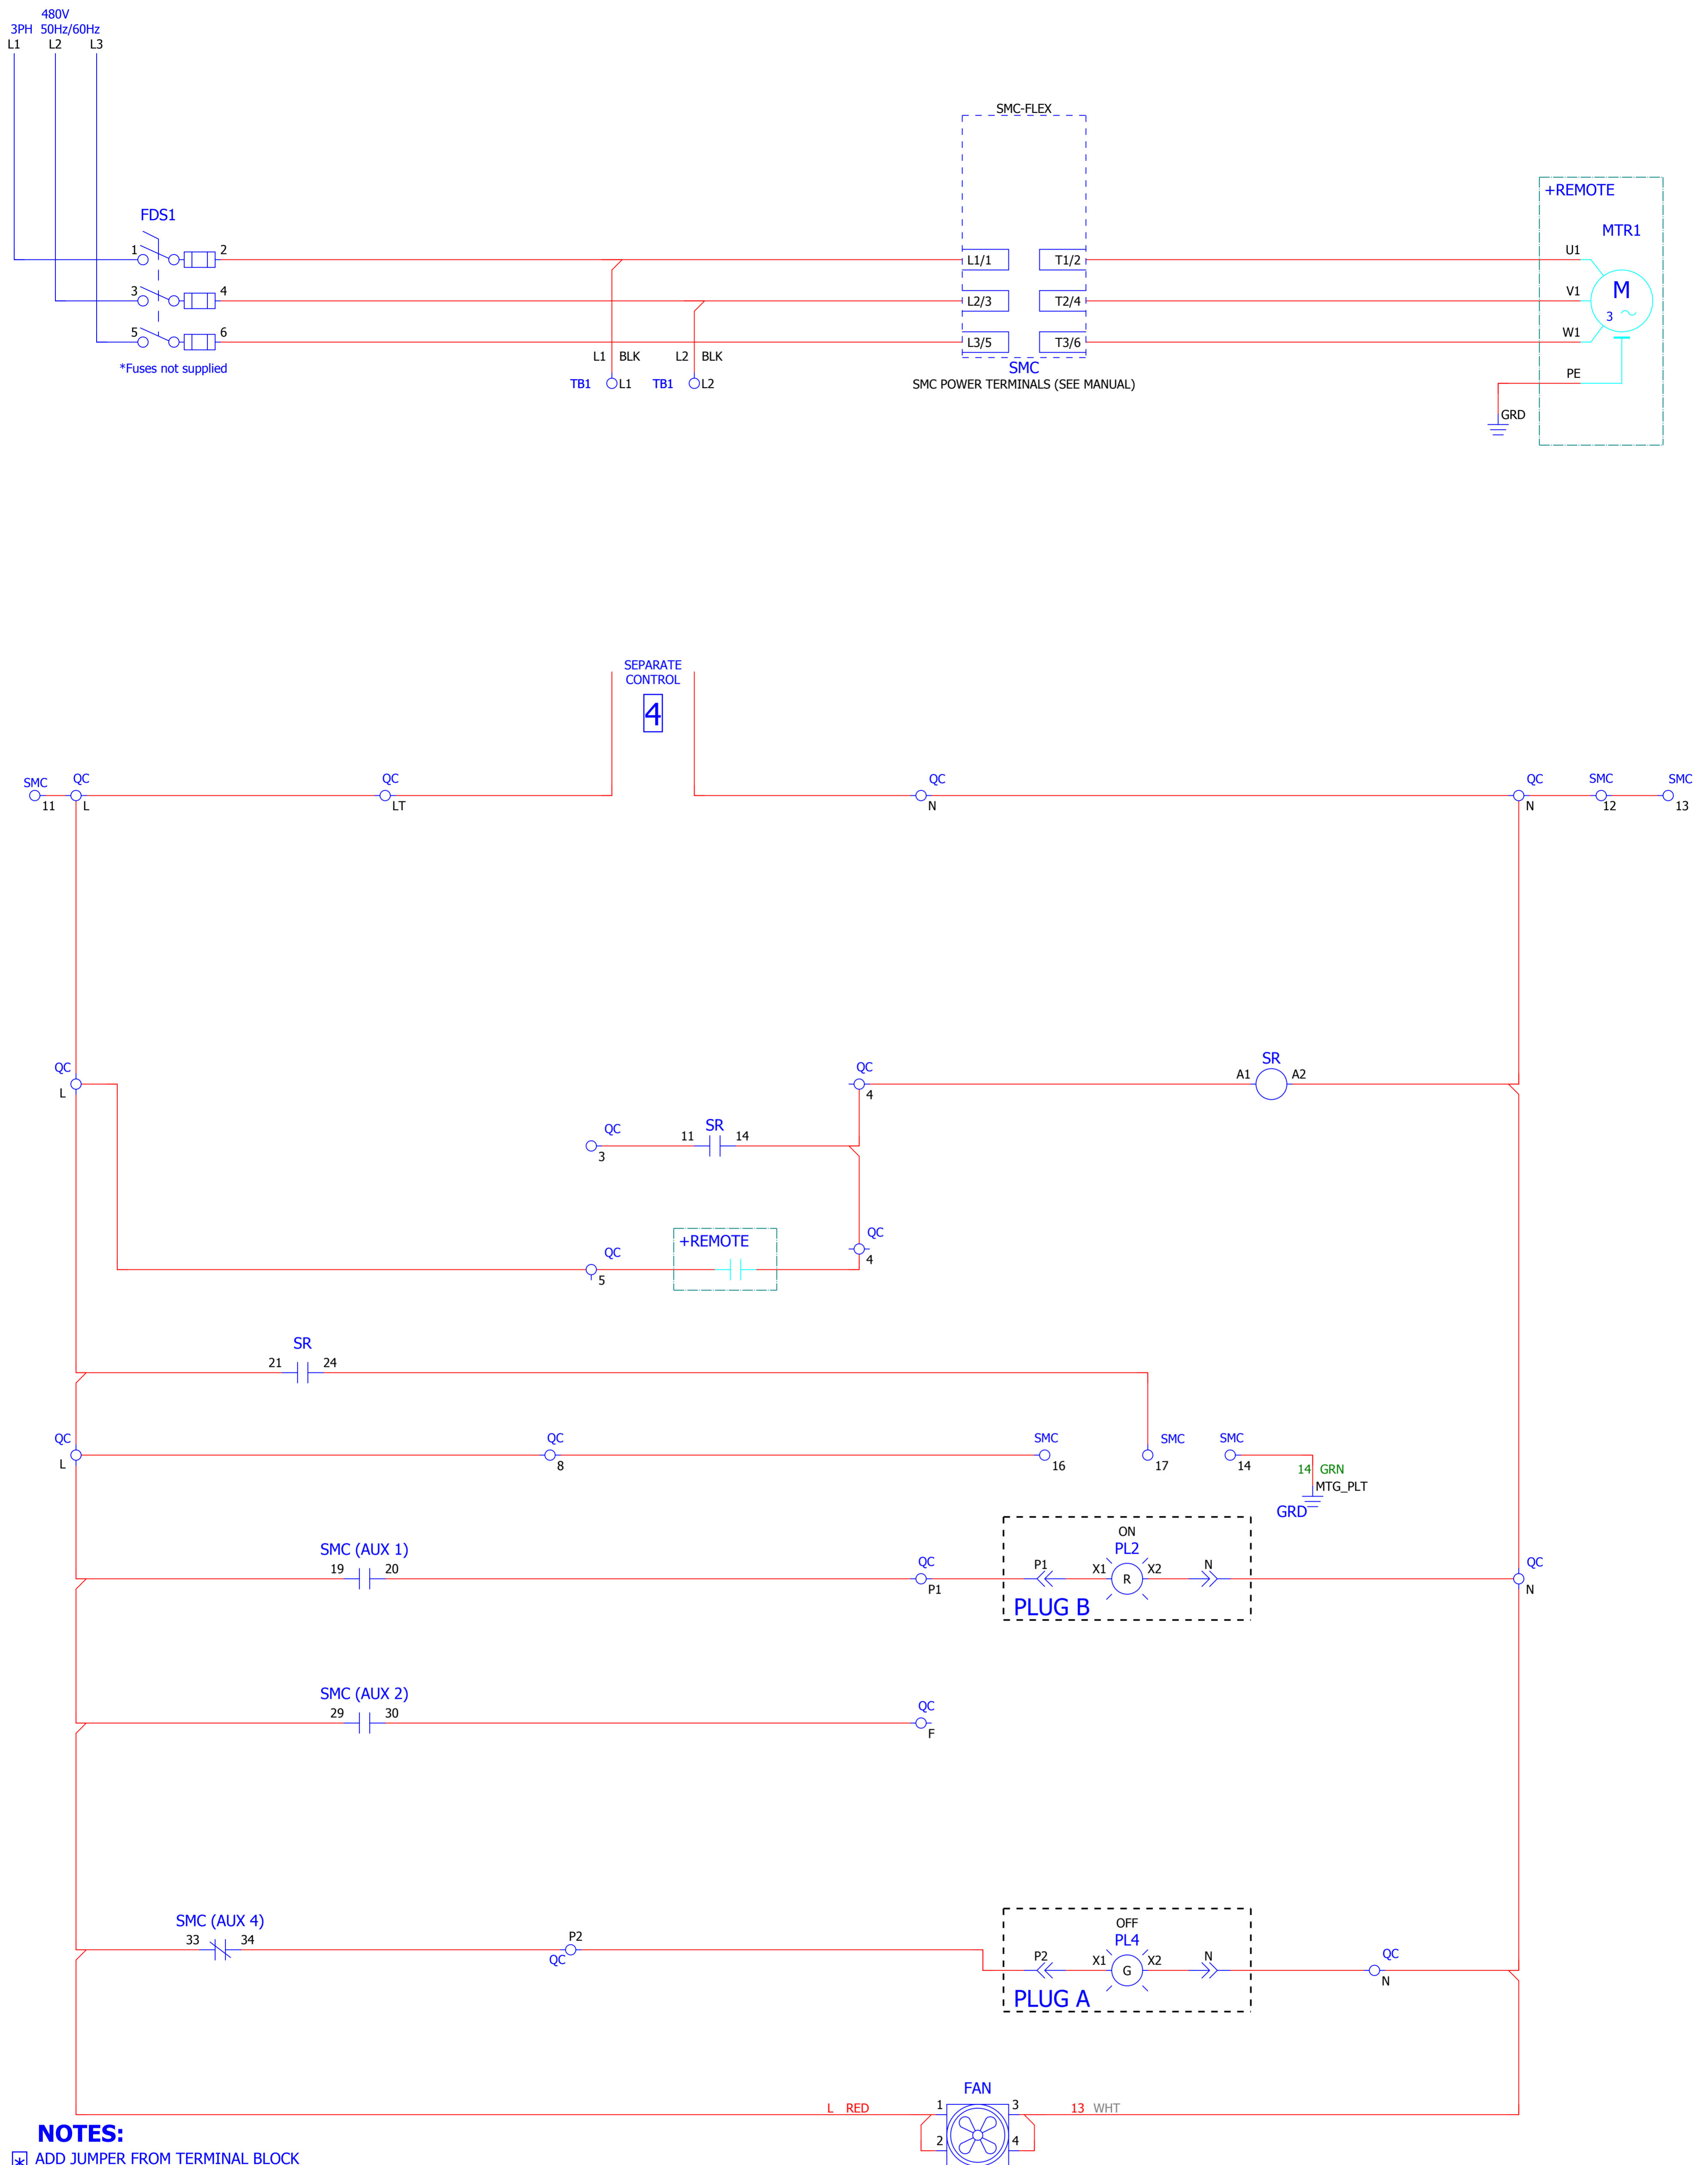 480V
3PH 50Hz/60Hz
L1 L2 L3
SMC-FLEX
+REMOTE
MTR1
FDS1
1 2
L1/1 T1/2
U1
3 4
L2/3 T2/4
V1
M
3
5 6
L3/5 T3/6
W1
*Fuses not supplied
L1 BLK L2 BLK
SMC
TB1 L1 TB1 L2
SMC POWER TERMINALS (SEE MANUAL)
PE
GRD
SEPARATE
CONTROL
4
SMC QC QC QC QC SMC SMC
11 L LT N N 12 13
QC QC SR
L 4 A1 A2
QC SR
3 11 14
QC
4
QC +REMOTE
5
SR
21 24
QC QC SMC SMC SMC
L 8 16 17 14
14 GRN
MTG_PLT
GRD
ON
SMC (AUX 1) PL2
19 20 QC P1 X1 R X2 N QC
P1 N
PLUG B
SMC (AUX 2)
29 30 QC
F
SMC (AUX 4) OFF
33 34 P2 PL4
QC P2 X1 G X2 N QC
N
PLUG A
FAN
L RED 1 3 13 WHT
2 4
NOTES:
* ADD JUMPER FROM TERMINAL BLOCK